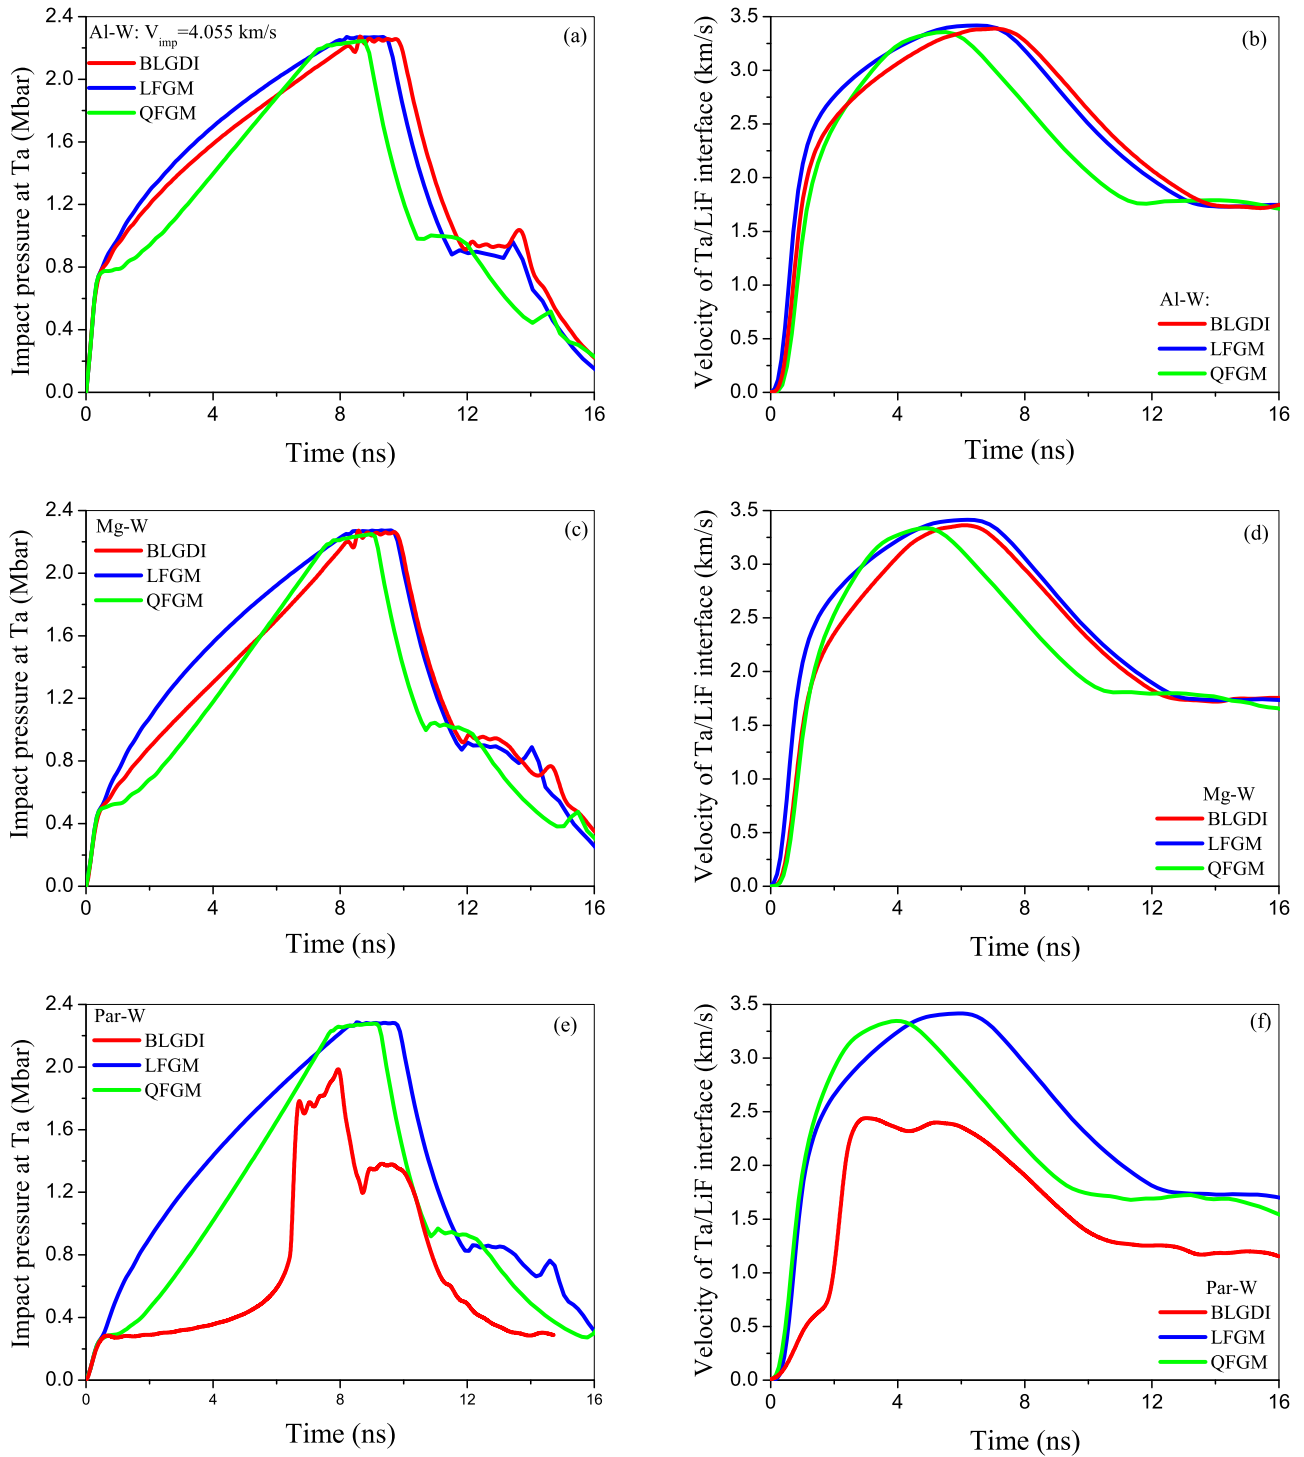 Impact pressure at Ta (Mbar)
2.4
2.0
1.6
1.2
0.8
0.4
0.0
Al-W: Vimp=4.055 km/s
BLGDI
LFGM
QFGM
(a)
0 4 8 12 16
Time (ns)
Velocity of Ta/LiF interface (km/s)
3.5
3.0
2.5
2.0
1.5
1.0
0.5
0.0
(b)
Al-W:
BLGDI
LFGM
QFGM
0 4 8 12 16
Time (ns)
Impact pressure at Ta (Mbar)
2.4
2.0
1.6
1.2
0.8
0.4
0.0
Mg-W
BLGDI
LFGM
QFGM
(c)
0 4 8 12 16
Time (ns)
Velocity of Ta/LiF interface (km/s)
3.5
3.0
2.5
2.0
1.5
1.0
0.5
0.0
(d)
Mg-W
BLGDI
LFGM
QFGM
0 4 8 12 16
Time (ns)
Impact pressure at Ta (Mbar)
2.4
2.0
1.6
1.2
0.8
0.4
0.0
Par-W
BLGDI
LFGM
QFGM
(e)
0 4 8 12 16
Time (ns)
Velocity of Ta/LiF interface (km/s)
3.5
3.0
2.5
2.0
1.5
1.0
0.5
0.0
(f)
Par-W
BLGDI
LFGM
QFGM
0 4 8 12 16
Time (ns)